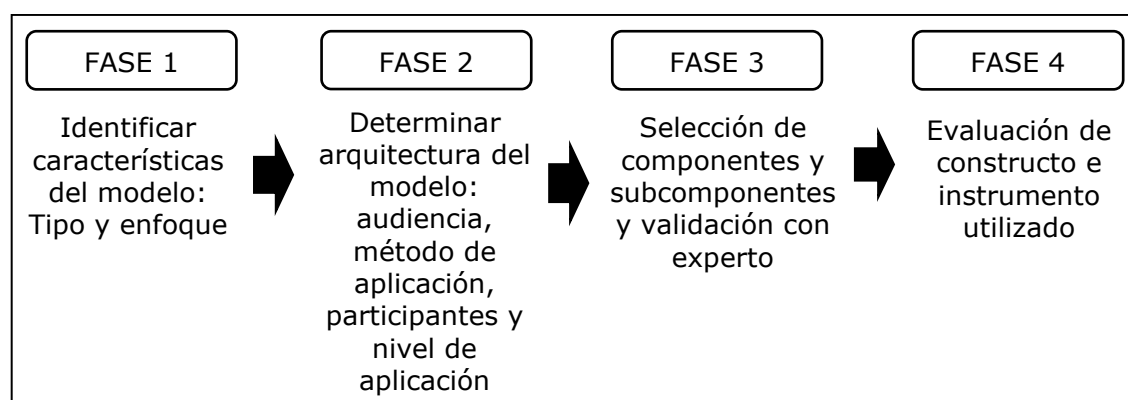 FASE 1
Identificar
características
del modelo:
Tipo y enfoque
FASE 2
Determinar
arquitectura del
modelo:
audiencia,
método de
aplicación,
participantes y
nivel de
aplicación
FASE 3
Selección de
componentes y
subcomponentes
y validación con
experto
FASE 4
Evaluación de
constructo e
instrumento
utilizado